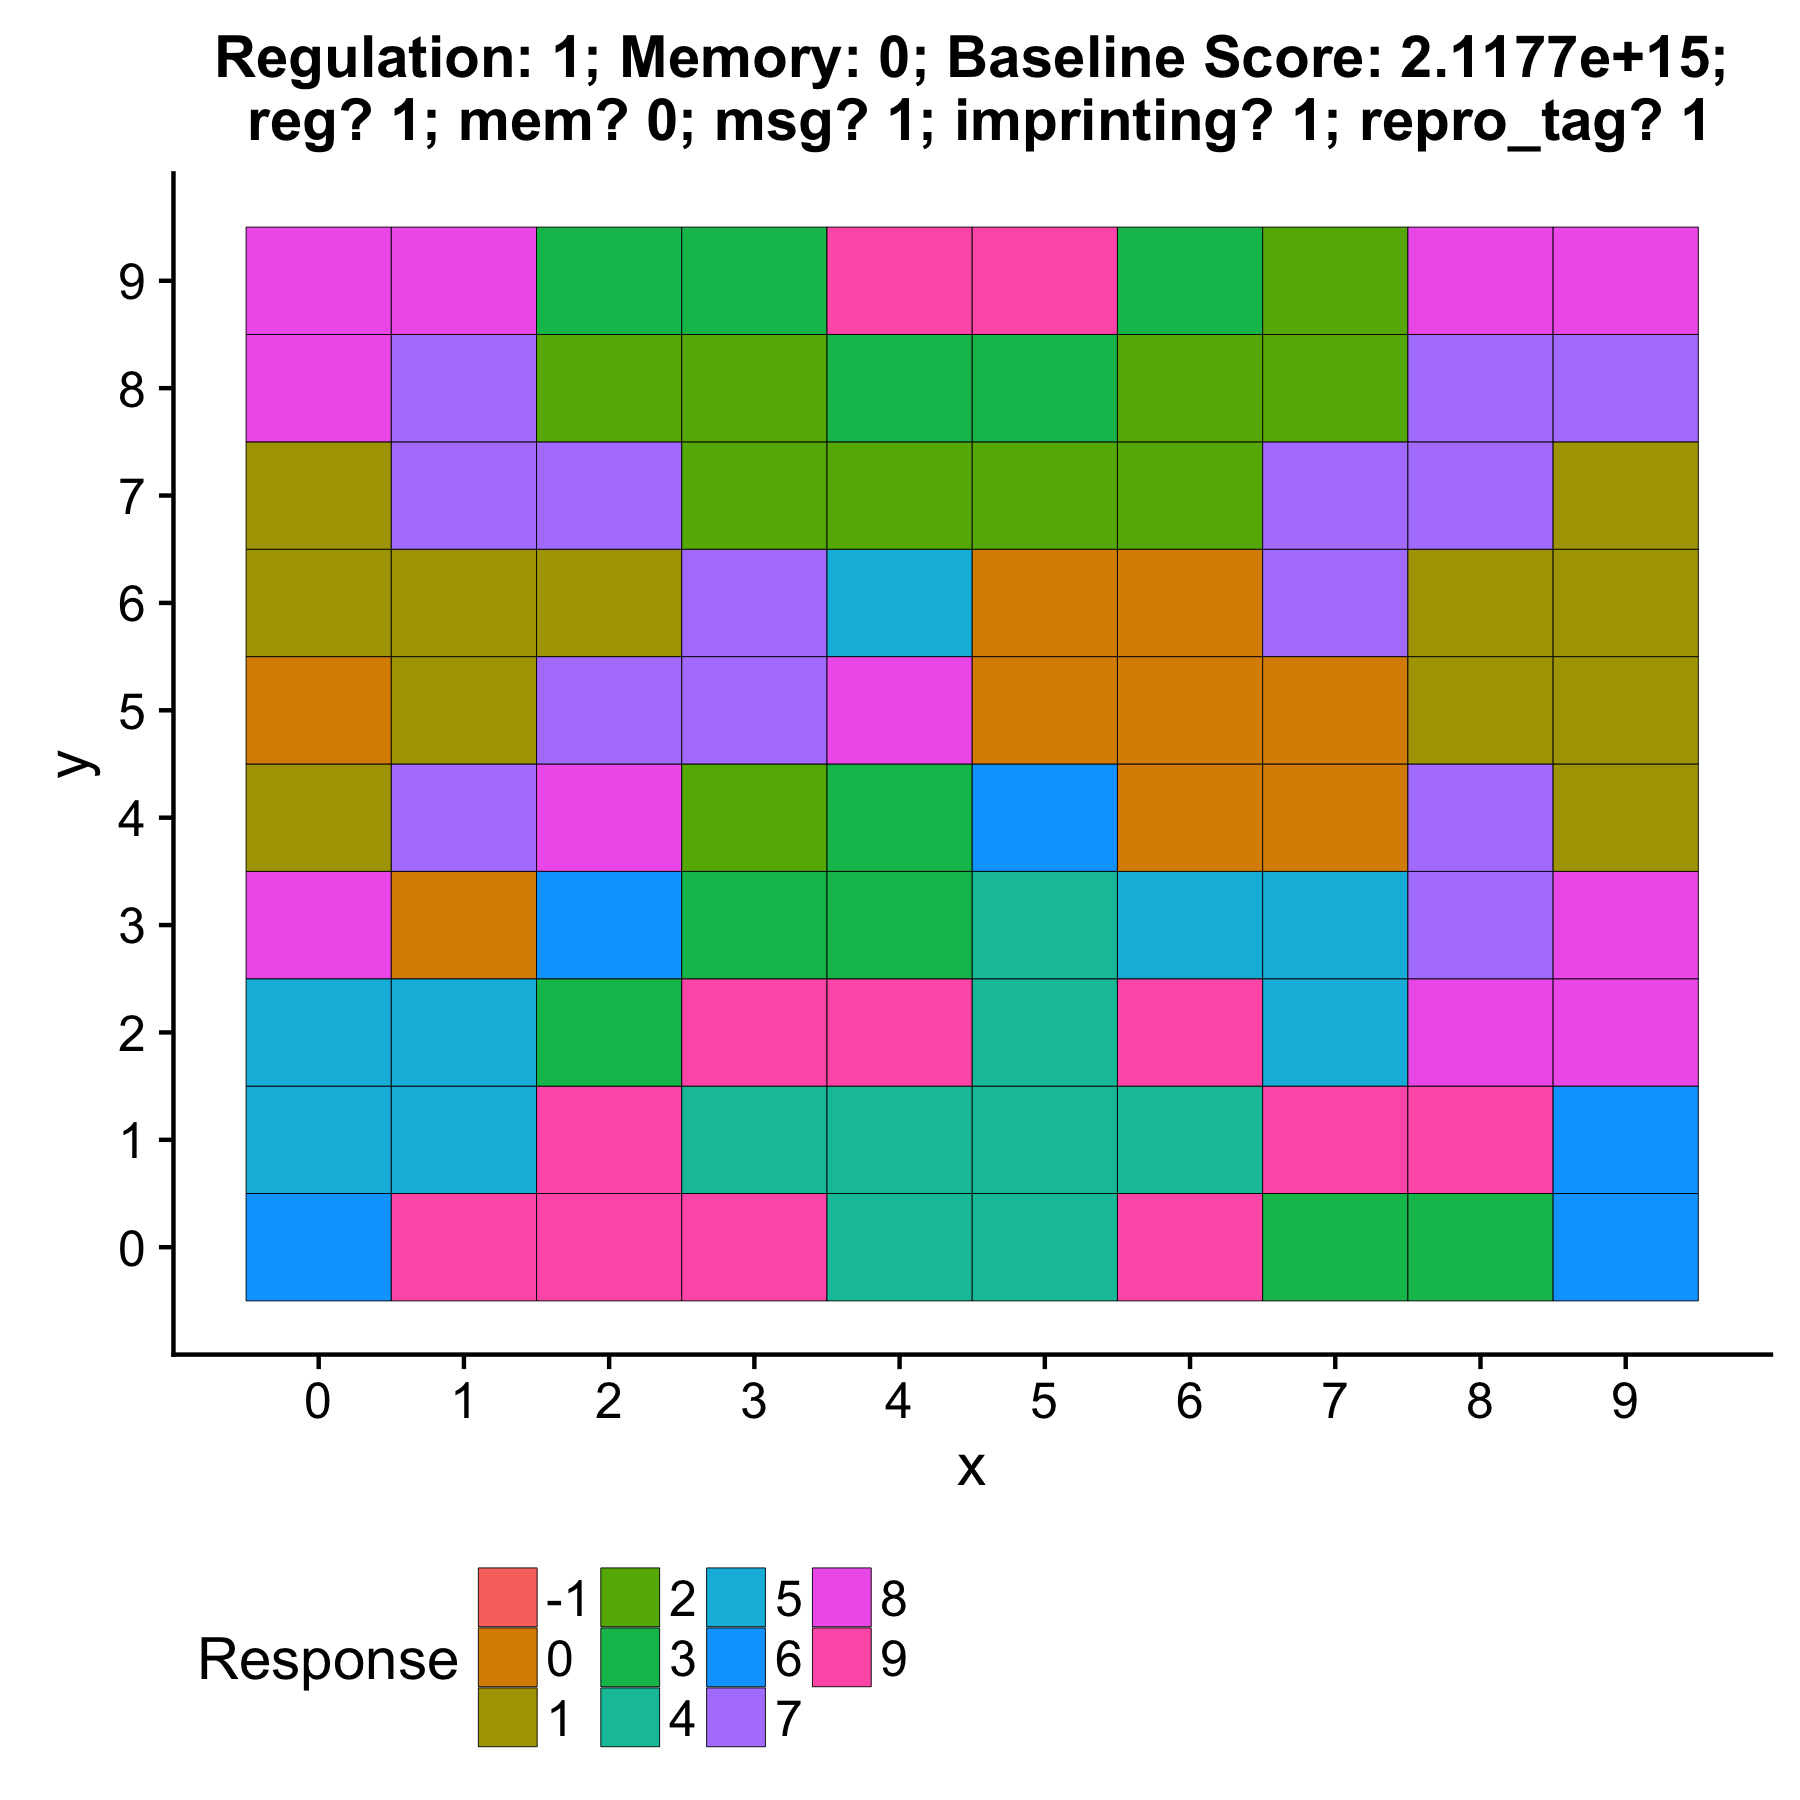 Regulation: 1; Memory: 0; Baseline Score: 2.1177e+15;
reg? 1; mem? 0; msg? 1; imprinting? 1; repro_tag? 1
9
8
7
6
5
4
3
2
1
0
y
0 1 2 3 4 5 6 7 8 9
x
Response
-1 2 5 8
0 3 6 9
1 4 7